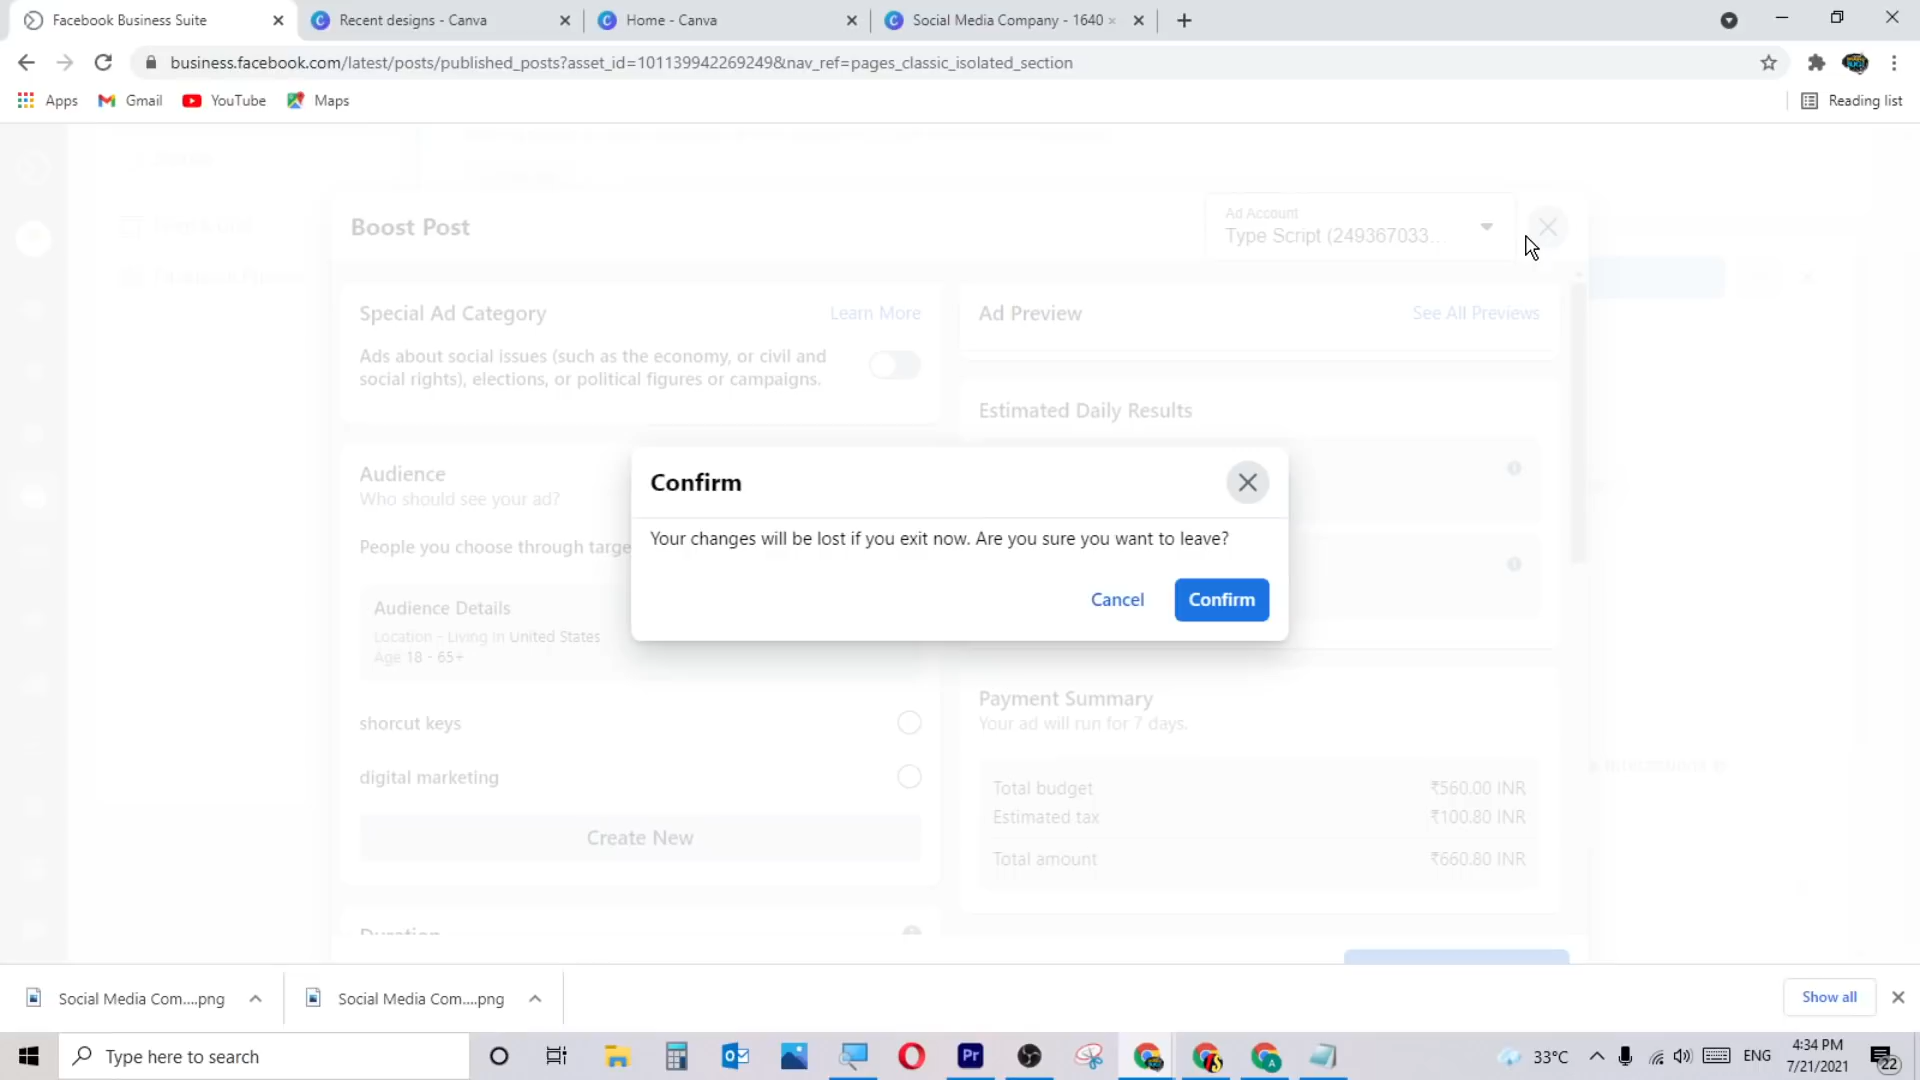 Facebook Business Suite
Recent designs - Canva
Home - Canva
Social Media Company - 1640 ×
business.facebook.com/latest/posts/published_posts?asset_id=101139942269249&nav_ref=pages_classic_isolated_section
Apps
Gmail
YouTube
Maps
Reading list
Boost Post
Ad Account
Type Script (249367033...
Special Ad Category
Learn More
Ads about social issues (such as the economy, or civil and
social rights), elections, or political figures or campaigns.
Ad Preview
See All Previews
Estimated Daily Results
Audience
Who should see your ad?
People you choose through targe
Audience Details
Location - Living In United States
Age 18 - 65+
Confirm
Your changes will be lost if you exit now. Are you sure you want to leave?
Cancel
Confirm
shorcut keys
digital marketing
Create New
Duration
Payment Summary
Your ad will run for 7 days.
Total budget
₹560.00 INR
Estimated tax
₹100.80 INR
Total amount
₹660.80 INR
Social Media Com....png
Social Media Com....png
Show all
Type here to search
Pr
33°C
ENG
4:34 PM
7/21/2021
22